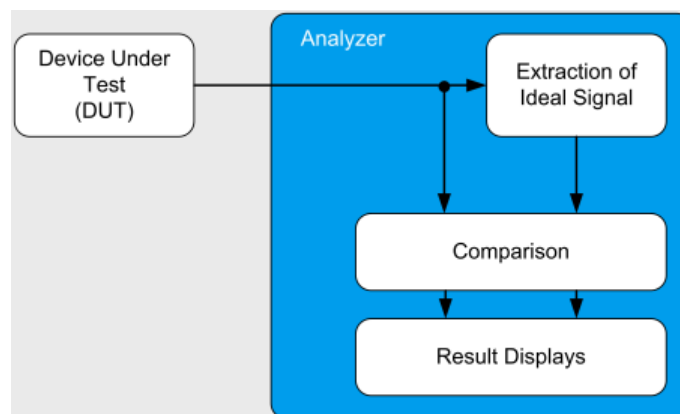 Analyzer
Device Under
Test
(DUT)
Extraction of
Ideal Signal
Comparison
Result Displays